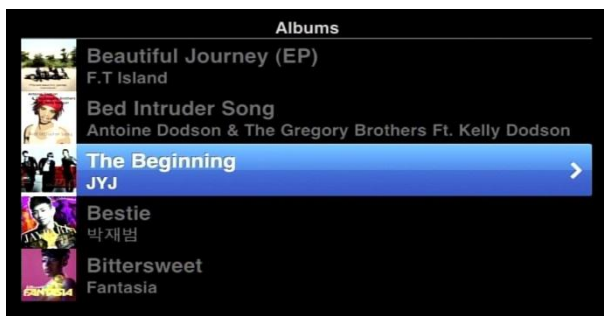 Albums
Beautiful Journey (EP)
F.T Island
Bed Intruder Song
Antoine Dodson & The Gregory Brothers Ft. Kelly Dodson
The Beginning
JYJ
Bestie
박재범
Bittersweet
Fantasia
FANTASIA